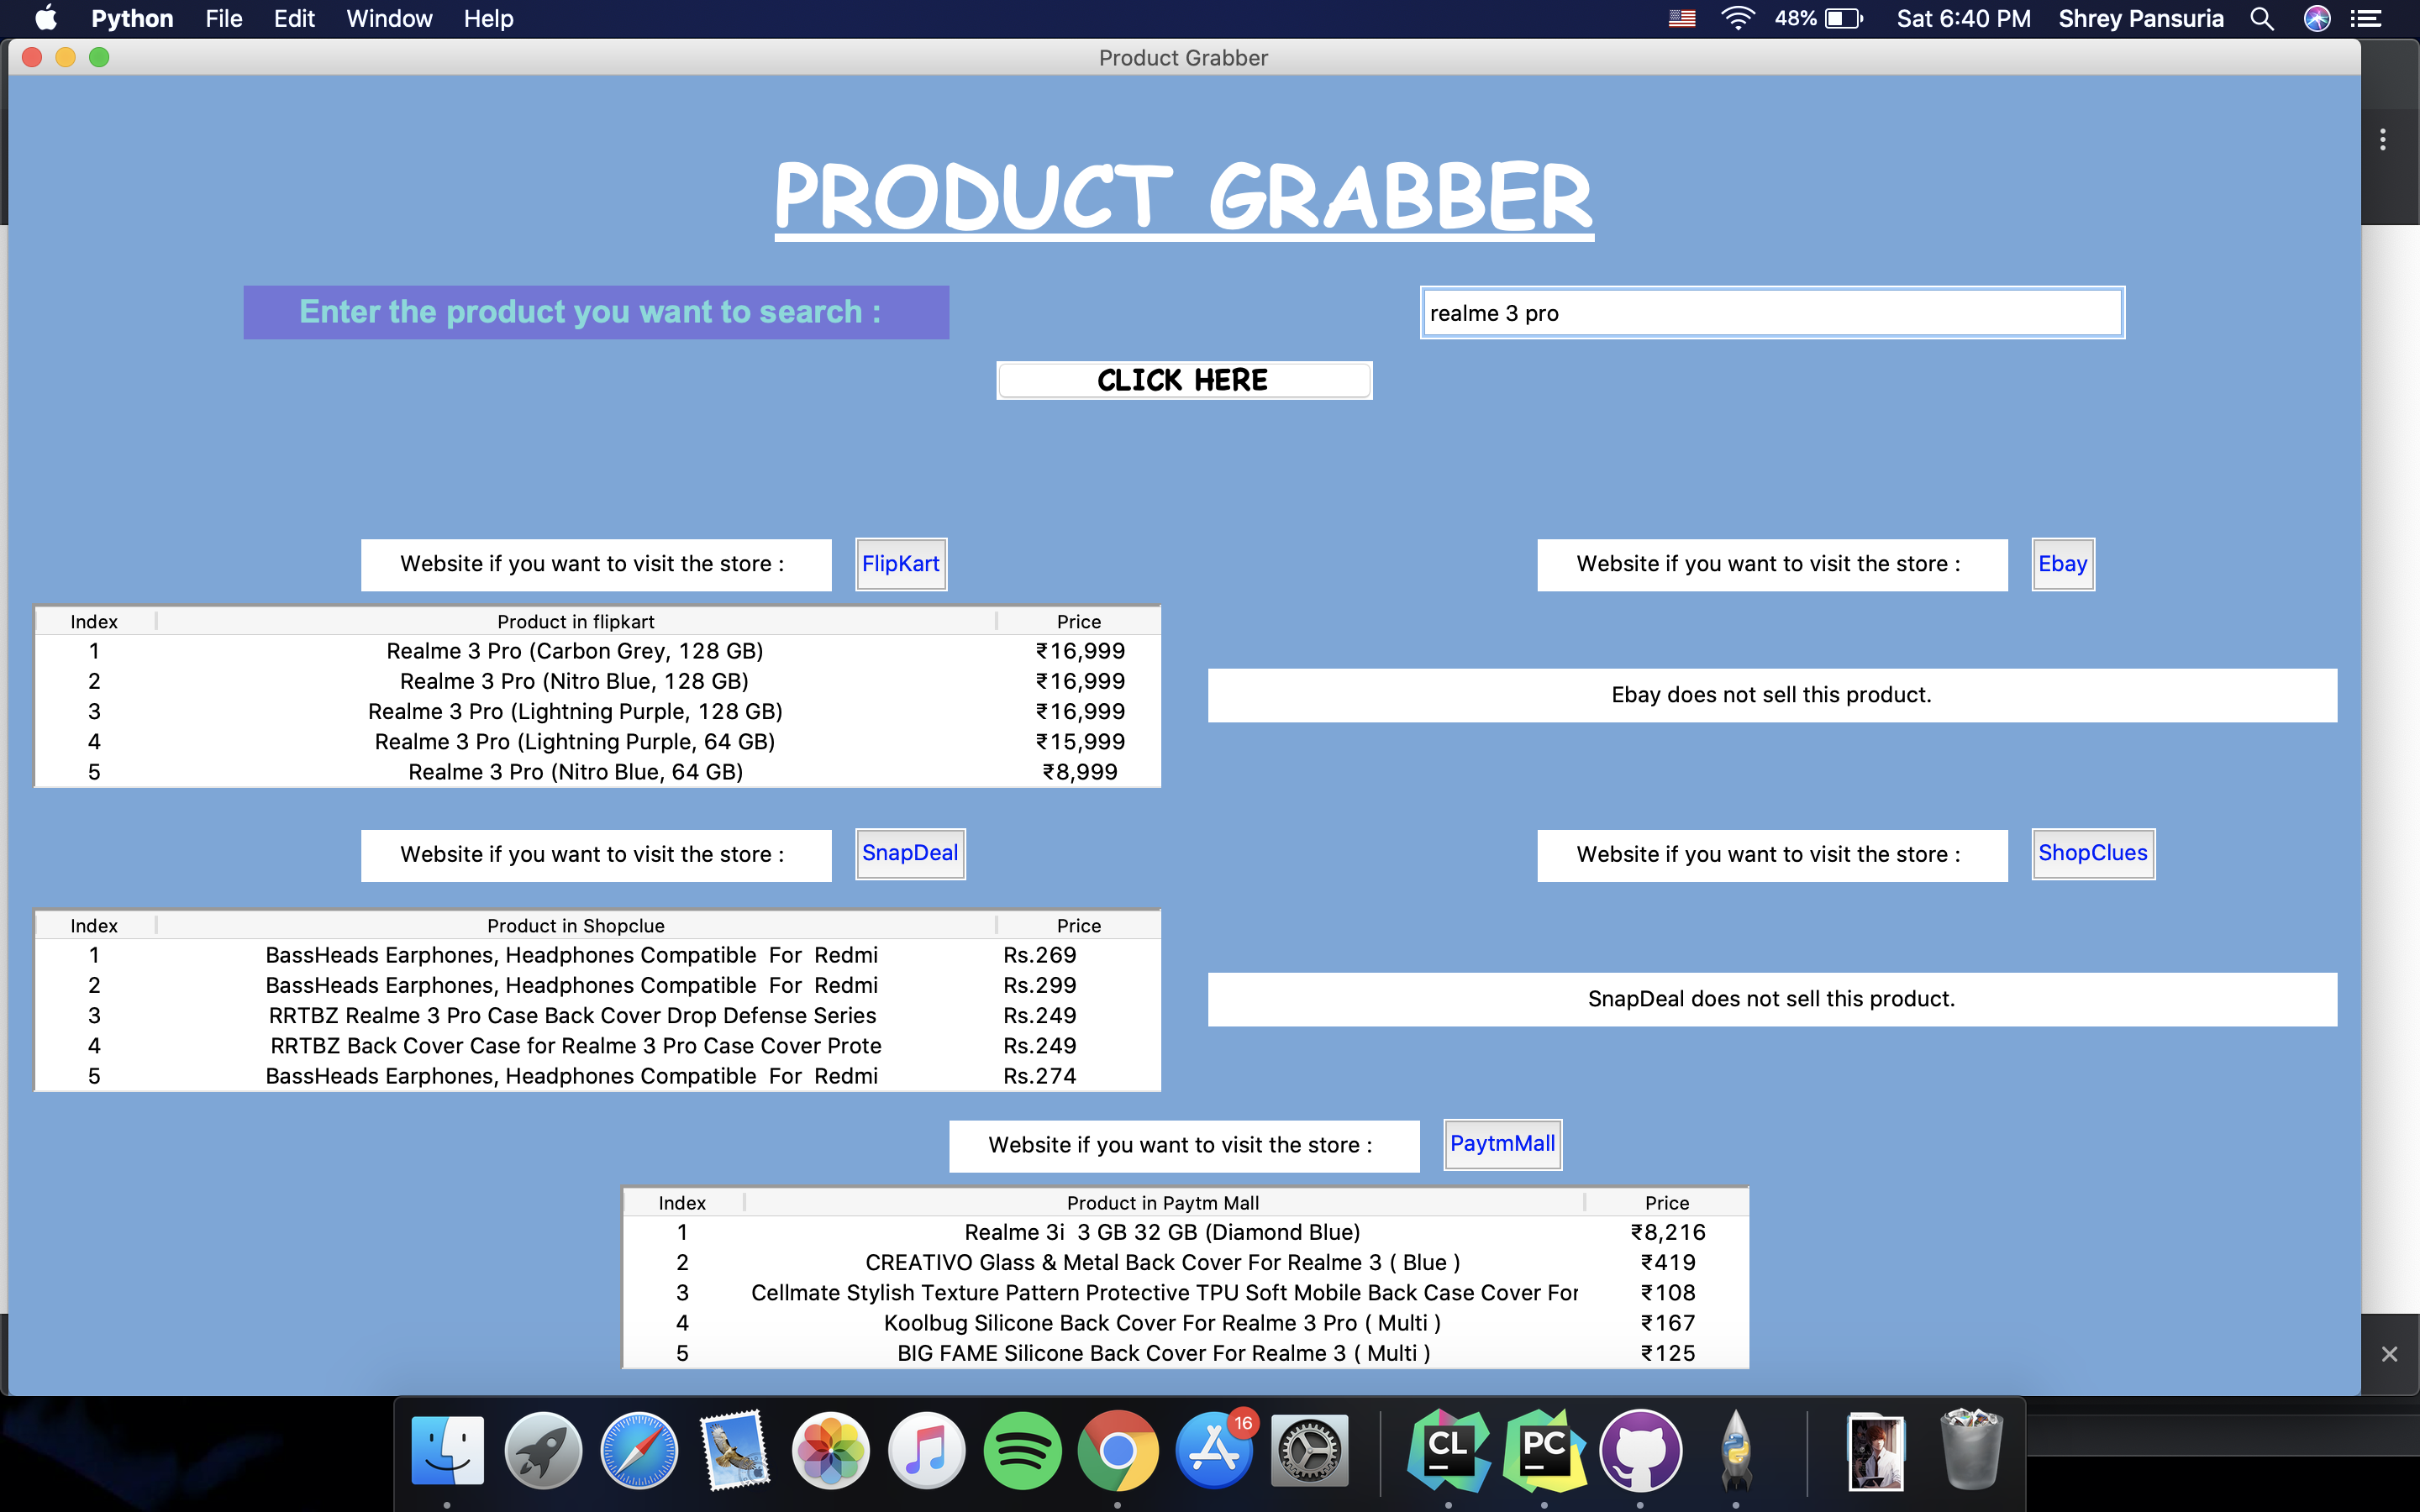 Python File Edit Window Help 48% Sat 6:40 PM Shrey Pansuria
Product Grabber
PRODUCT GRABBER
Enter the product you want to search :
realme 3 pro
CLICK HERE
Website if you want to visit the store : FlipKart
Index Product in flipkart Price
1 Realme 3 Pro (Carbon Grey, 128 GB) ₹16,999
2 Realme 3 Pro (Nitro Blue, 128 GB) ₹16,999
3 Realme 3 Pro (Lightning Purple, 128 GB) ₹16,999
4 Realme 3 Pro (Lightning Purple, 64 GB) ₹15,999
5 Realme 3 Pro (Nitro Blue, 64 GB) ₹8,999
Website if you want to visit the store : Ebay
Ebay does not sell this product.
Website if you want to visit the store : SnapDeal
Index Product in Shopclue Price
1 BassHeads Earphones, Headphones Compatible  For  Redmi Rs.269
2 BassHeads Earphones, Headphones Compatible  For  Redmi Rs.299
3 RRTBZ Realme 3 Pro Case Back Cover Drop Defense Series Rs.249
4 RRTBZ Back Cover Case for Realme 3 Pro Case Cover Prote Rs.249
5 BassHeads Earphones, Headphones Compatible  For  Redmi Rs.274
Website if you want to visit the store : ShopClues
SnapDeal does not sell this product.
Website if you want to visit the store : PaytmMall
Index Product in Paytm Mall Price
1 Realme 3i  3 GB 32 GB (Diamond Blue) ₹8,216
2 CREATIVO Glass & Metal Back Cover For Realme 3 ( Blue ) ₹419
3 Cellmate Stylish Texture Pattern Protective TPU Soft Mobile Back Case Cover For ₹108
4 Koolbug Silicone Back Cover For Realme 3 Pro ( Multi ) ₹167
5 BIG FAME Silicone Back Cover For Realme 3 ( Multi ) ₹125
16
CL
PC